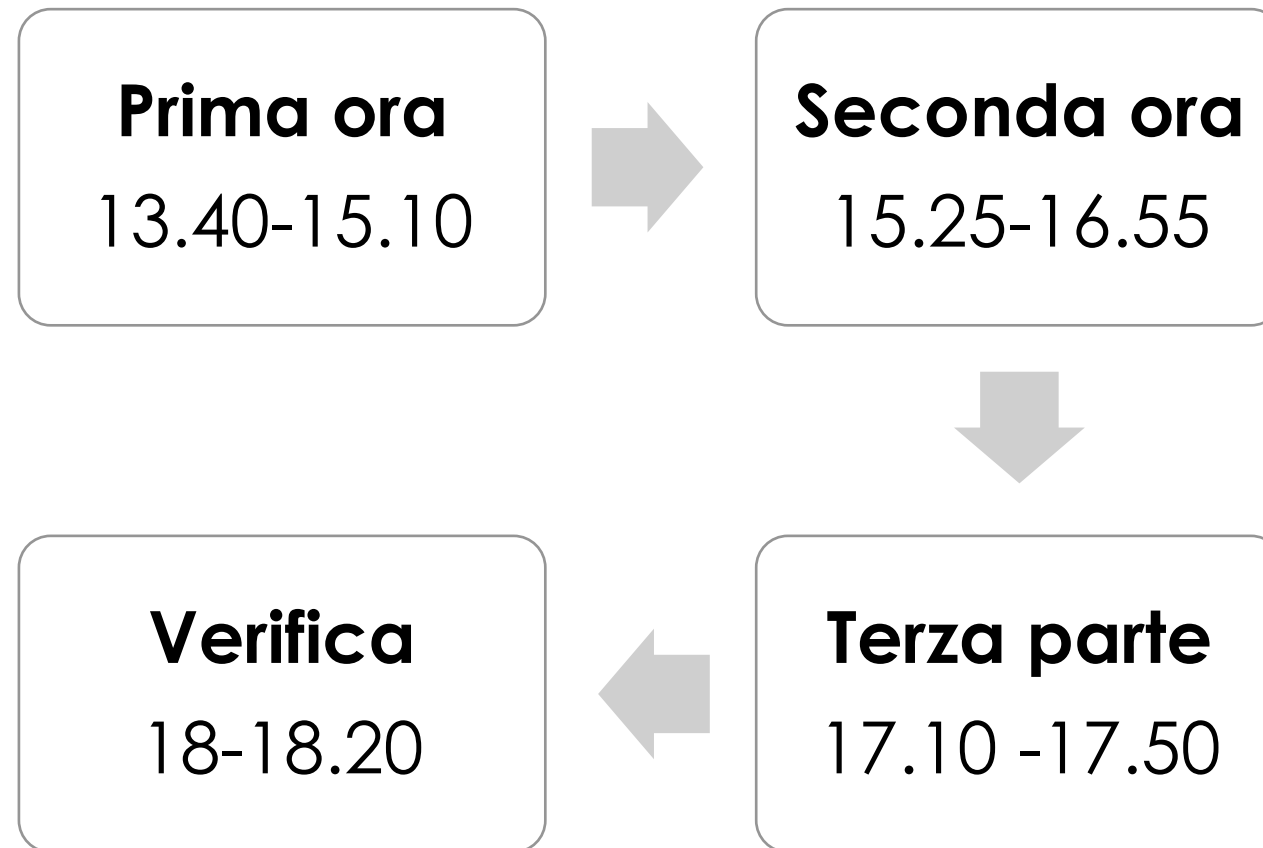 Prima ora
13.40-15.10
Seconda ora
15.25-16.55
Terza parte
17.10 -17.50
Verifica
18-18.20